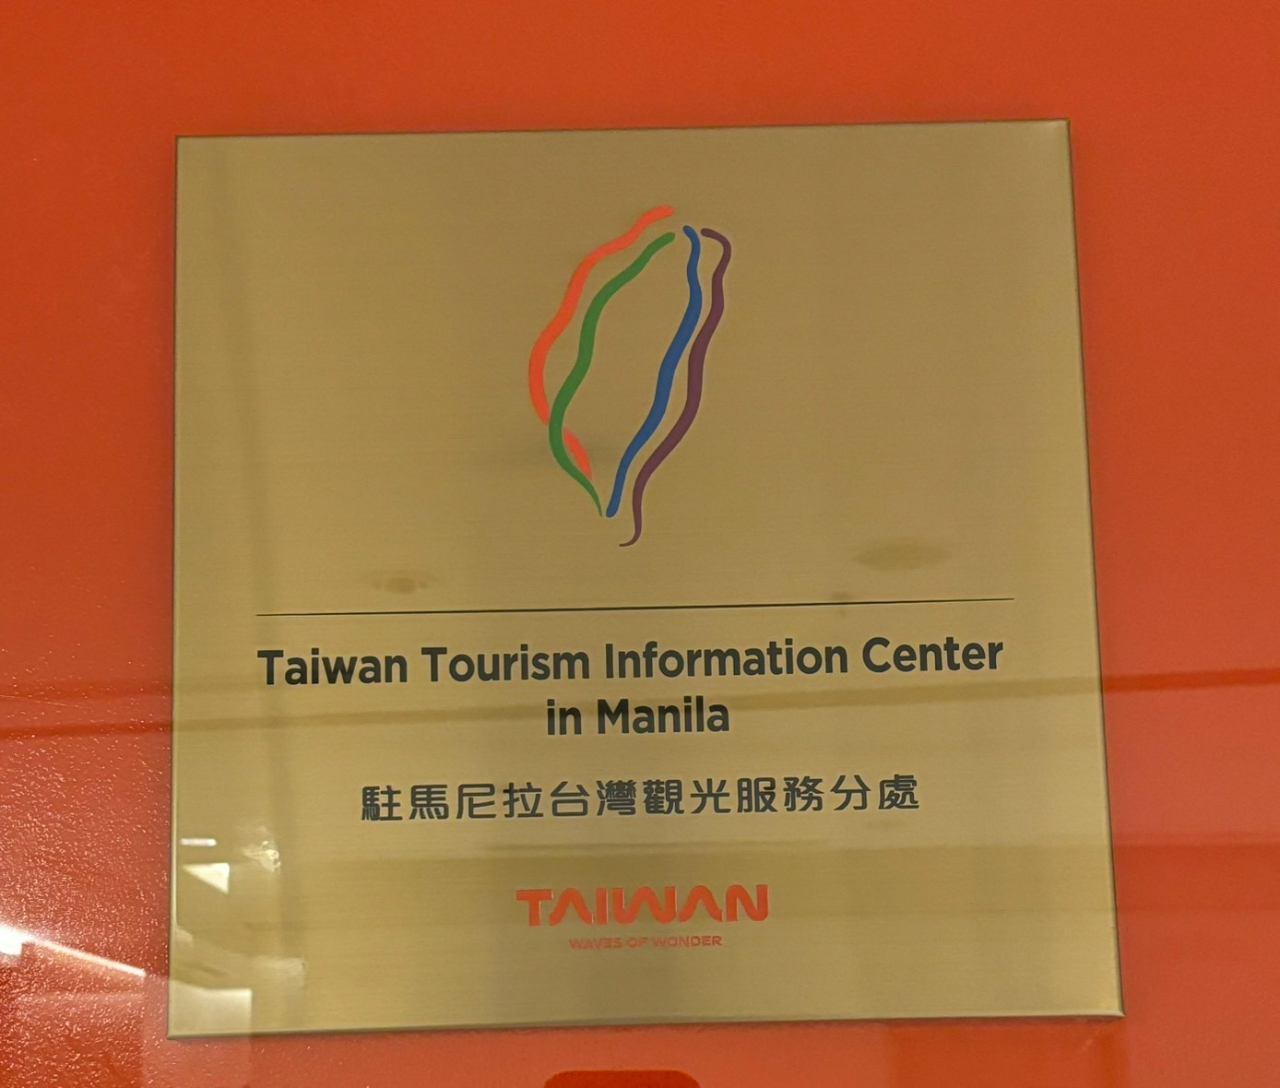 Taiwan Tourism Information Center
in Manila
駐馬尼拉台灣觀光服務分處
TAIWAN
WAVES OF WONDER